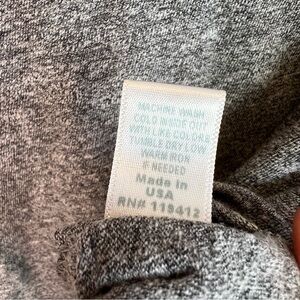 MACHINE WASH
COLD INSIDE OUT
WITH LIKE COLORS
TUMBLE DRY LOW
WARM IRON
IF NEEDED
Made in
USA
RN# 119412